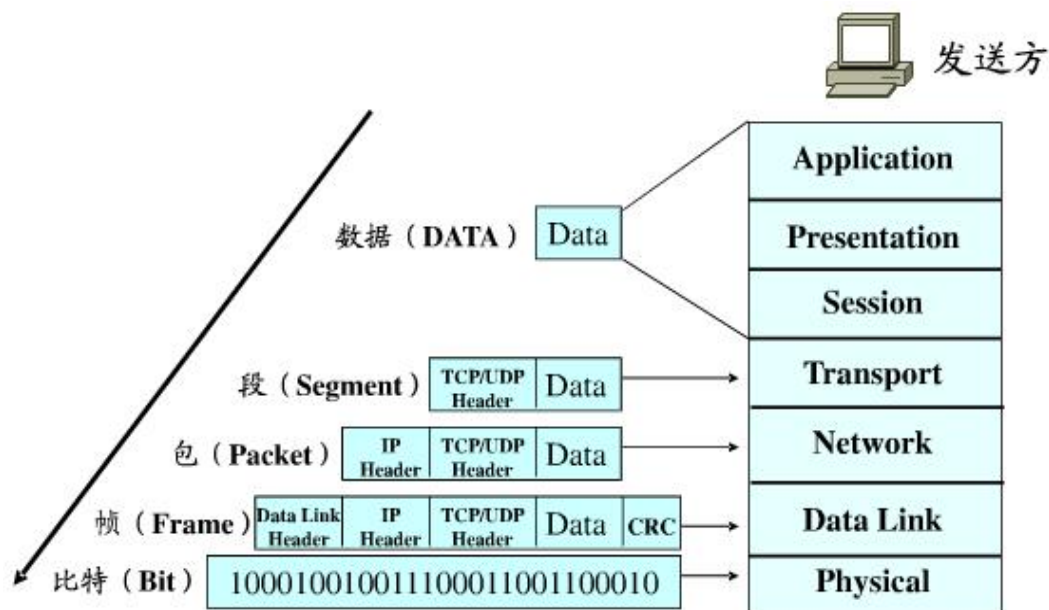 发送方
Application
数据（DATA） Data
Presentation
Session
段（Segment） TCP/UDP Header Data
Transport
包（Packet） IP Header TCP/UDP Header Data
Network
帧（Frame） Data Link Header IP Header TCP/UDP Header Data CRC
Data Link
比特（Bit） 100010010011100011001100010
Physical